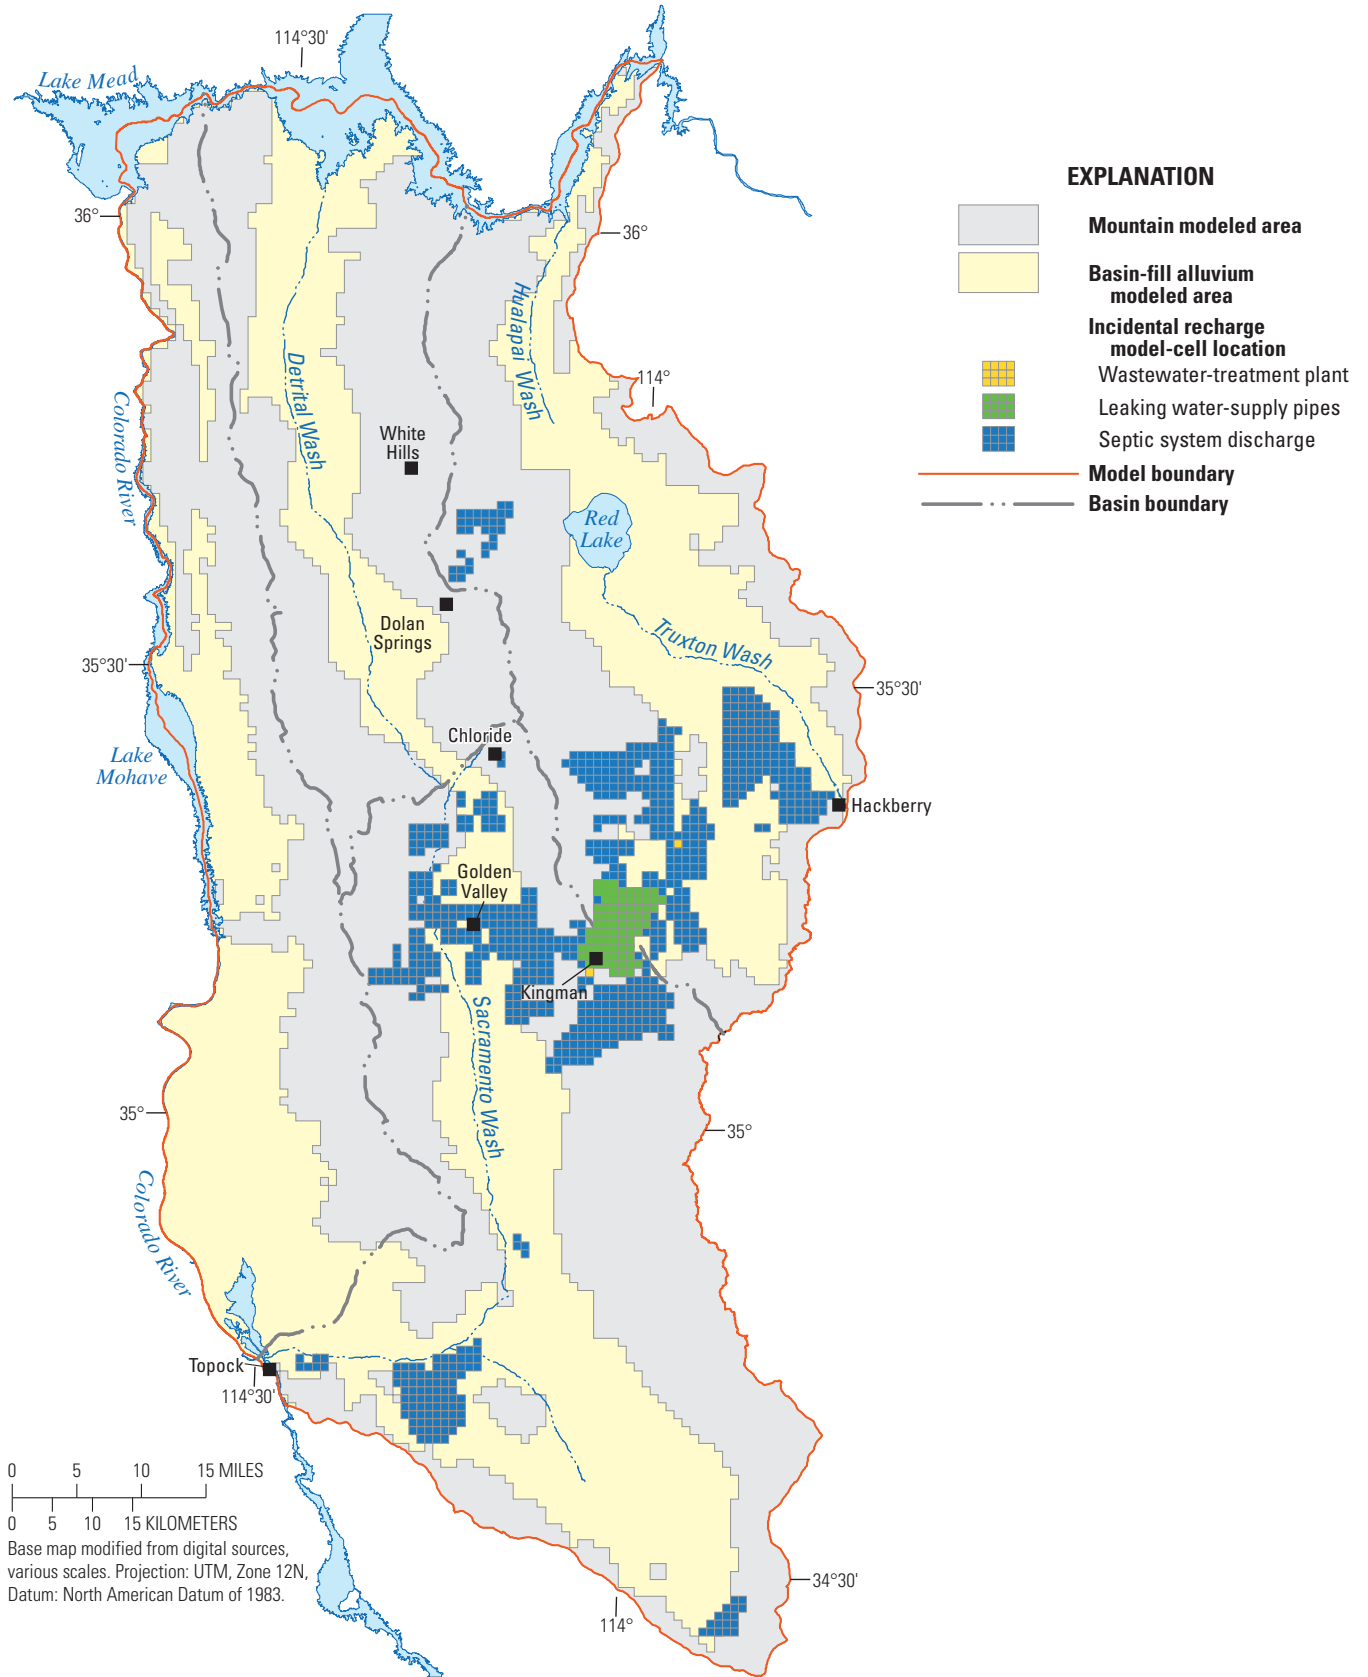 114°30'
Lake Mead
36°
36°
EXPLANATION
Mountain modeled area
Basin-fill alluvium
modeled area
Incidental recharge
model-cell location
Wastewater-treatment plant
Leaking water-supply pipes
Septic system discharge
Model boundary
Basin boundary
Hualapai Wash
Detrital Wash
114°
Colorado River
White
Hills
Red
Lake
Dolan
Springs
Truxton Wash
35°30'
35°30'
Chloride
Lake
Mohave
Hackberry
Golden
Valley
Kingman
Sacramento Wash
35°
35°
Colorado River
Topock
114°30'
0 5 10 15 MILES
0 5 10 15 KILOMETERS
Base map modified from digital sources,
various scales. Projection: UTM, Zone 12N,
Datum: North American Datum of 1983.
34°30'
114°